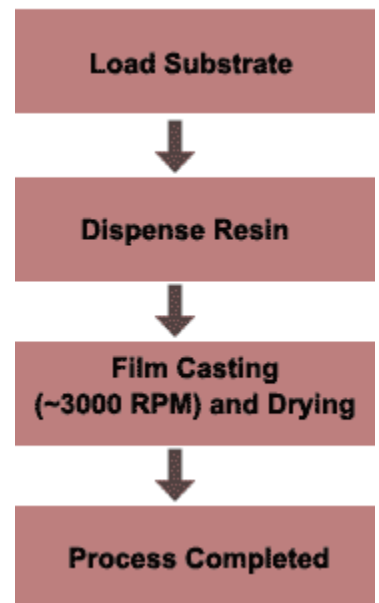 Load Substrate
Dispense Resin
Film Casting
(~3000 RPM) and Drying
Process Completed